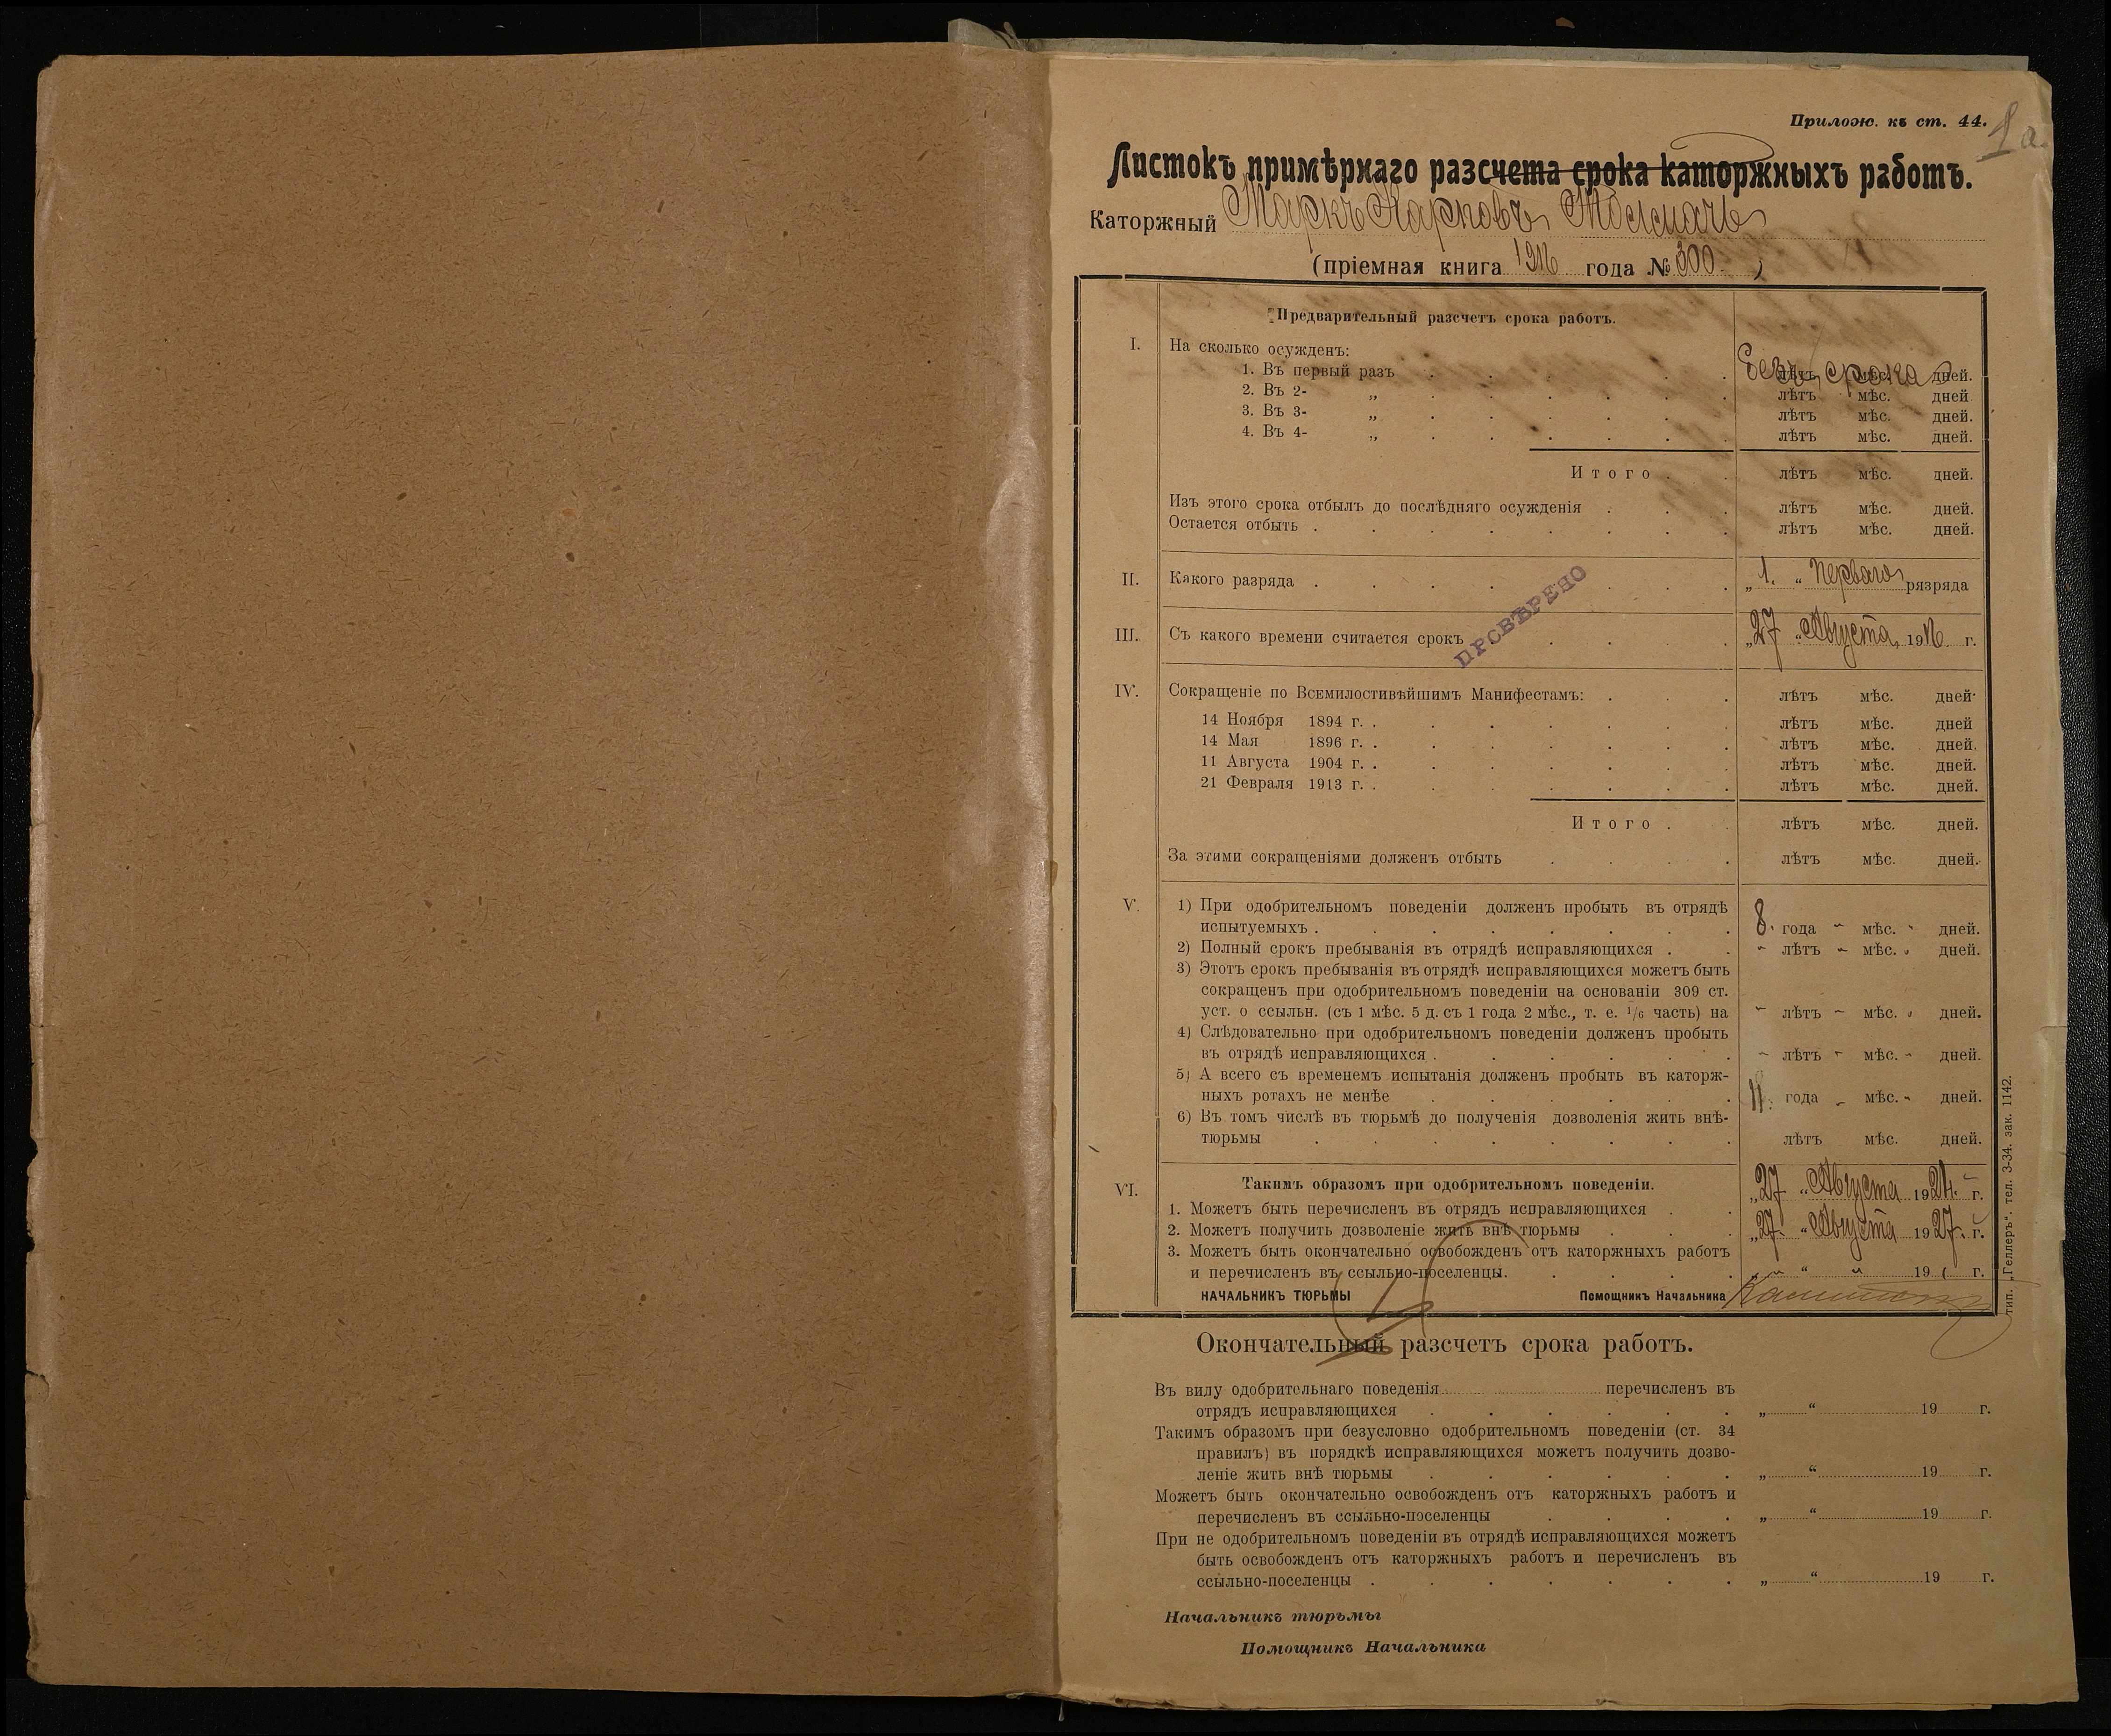 Прилож. къ ст. 44.
1а.
Листокъ примѣрнаго разсчета срока каторжныхъ работъ.
Каторжный Маркъ Карповъ
(пріемная книга 1916 года № 300. )
Предварительный разсчетъ срока работъ.
I. На сколько осужденъ:
1. Въ первый разъ Безъ срока лѣтъ мѣс. дней.
2. Въ 2- „ лѣтъ мѣс. дней
3. Въ 3- „ лѣтъ мѣс. дней.
4. Въ 4- „ лѣтъ мѣс. дней.
Итого . лѣтъ мѣс. дней.
Изъ этого срока отбылъ до послѣдняго осужденія . лѣтъ мѣс. дней.
Остается отбыть . лѣтъ мѣс. дней.
II. Какого разряда . „ 1. “ перваго рязряда
ПРОВѢРЕНО
III. Съ какого времени считается срокъ „27 “ Августа 1916 г.
IV. Сокращеніе по Всемилостивѣйшимъ Манифестамъ: . лѣтъ мѣс. дней.
14 Ноября 1894 г. . лѣтъ мѣс. дней
14 Мая 1896 г. . лѣтъ мѣс. дней.
11 Августа 1904 г. . лѣтъ мѣс. дней.
21 Февраля 1913 г. . лѣтъ мѣс. дней.
Итого . лѣтъ мѣс. дней.
За этими сокращеніями долженъ отбыть . лѣтъ мѣс. дней.
V. 1) При одобрительномъ поведеніи долженъ пробыть въ отрядѣ
испытуемыхъ . 8. года - мѣс. - дней.
2) Полный срокъ пребыванія въ отрядѣ исправляющихся . - лѣтъ - мѣс. - дней.
3) Этотъ срокъ пребыванія въ отрядѣ исправляющихся можетъ быть
сокращенъ при одобрительномъ поведеніи на основаніи 309 ст.
уст. о ссыльн. (съ 1 мѣс. 5 д. съ 1 года 2 мѣс., т. е. 1/6 часть) на - лѣтъ - мѣс. - дней.
4) Слѣдовательно при одобрительномъ поведеніи долженъ пробыть
въ отрядѣ исправляющихся . - лѣтъ - мѣс. - дней.
5) А всего съ временемъ испытанія долженъ пробыть въ каторж-
ныхъ ротахъ не менѣе . 11. года - мѣс. - дней.
6) Въ томъ числѣ въ тюрьмѣ до полученія дозволенія жить внѣ-
тюрьмы . лѣтъ мѣс. дней.
VI. Такимъ образомъ при одобрительномъ поведеніи.
1. Можетъ быть перечисленъ въ отрядъ исправляющихся . „27 “ Августа 1924. г.
2. Можетъ получить дозволеніе жить внѣ тюрьмы . „27. “ Августа 1927. г.
3. Можетъ быть окончательно освобожденъ отъ каторжныхъ работъ
и перечисленъ въ ссыльно-поселенцы. „ “ 19 г.
НАЧАЛЬНИКЪ ТЮРЬМЫ Помощникъ Начальника
тип. „Геллеръ“. тел. 3-34. зак. 1142.
Окончательный разсчетъ срока работъ.
Въ виду одобрительнаго поведенія перечисленъ въ
отрядъ исправляющихся . „ “ 19 г.
Такимъ образомъ при безусловно одобрительномъ поведеніи (ст. 34
правилъ) въ порядкѣ исправляющихся можетъ получить дозво-
леніе жить внѣ тюрьмы . „ “ 19 г.
Можетъ быть окончательно освобожденъ отъ каторжныхъ работъ и
перечисленъ въ ссыльно-поселенцы . „ “ 19 г.
При не одобрительномъ поведеніи въ отрядѣ исправляющихся можетъ
быть освобожденъ отъ каторжныхъ работъ и перечисленъ въ
ссыльно-поселенцы . „ “ 19 г.
Начальникъ тюрьмы
Помощникъ Начальника